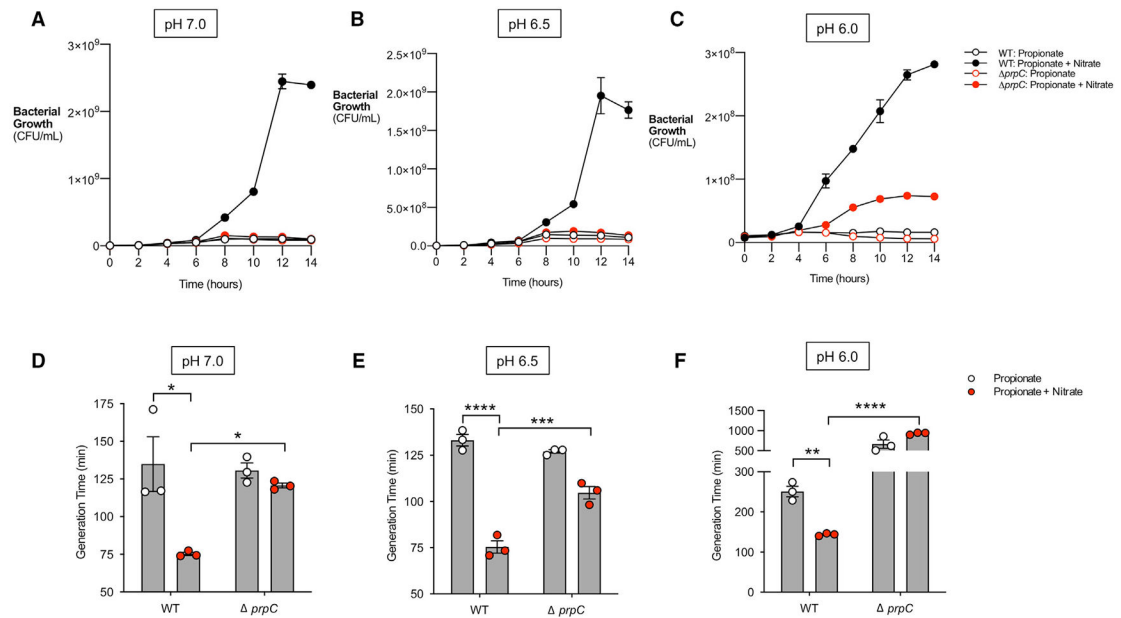 A
pH 7.0
Bacterial
Growth
(CFU/mL)
3×10⁹
2×10⁹
1×10⁹
0
0 2 4 6 8 10 12 14
Time (hours)
B
pH 6.5
Bacterial
Growth
(CFU/mL)
2.5×10⁹
2.0×10⁹
1.5×10⁹
1.0×10⁹
5.0×10⁸
0.0
0 2 4 6 8 10 12 14
Time (hours)
C
pH 6.0
Bacterial
Growth
(CFU/mL)
3×10⁸
2×10⁸
1×10⁸
0
0 2 4 6 8 10 12 14
Time (hours)
WT: Propionate
WT: Propionate + Nitrate
ΔprpC: Propionate
ΔprpC: Propionate + Nitrate
D
pH 7.0
Generation Time (min)
175
150
125
100
75
50
*
*
WT Δ prpC
E
pH 6.5
Generation Time (min)
150
125
100
75
50
****
***
WT Δ prpC
F
pH 6.0
Generation Time (min)
1500
1000
500
300
200
100
0
****
**
WT Δ prpC
Propionate
Propionate + Nitrate